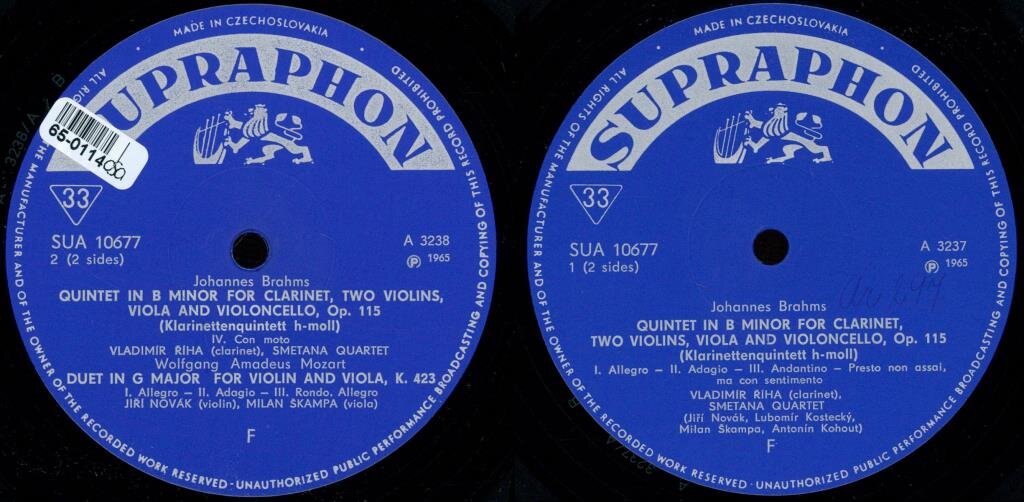 MADE IN CZECHOSLOVAKIA
ALL RIGHTS OF THE MANUFACTURER AND OF THE OWNER OF THE RECORDED WORK RESERVED · UNAUTHORIZED PUBLIC PERFORMANCE BROADCASTING AND COPYING OF THIS RECORD PROHIBITED
SUPRAPHON
65-0114
33
SUA 10677
2 (2 sides)
A 3238
Ⓟ 1965
Johannes Brahms
QUINTET IN B MINOR FOR CLARINET, TWO VIOLINS,
VIOLA AND VIOLONCELLO, Op. 115
(Klarinettenquintett h-moll)
IV. Con moto
VLADIMÍR ŘÍHA (clarinet), SMETANA QUARTET
Wolfgang Amadeus Mozart
DUET IN G MAJOR FOR VIOLIN AND VIOLA, K. 423
I. Allegro – II. Adagio – III. Rondo. Allegro
JIŘÍ NOVÁK (violin), MILAN ŠKAMPA (viola)
F
3238/A
B
MADE IN CZECHOSLOVAKIA
ALL RIGHTS OF THE MANUFACTURER AND OF THE OWNER OF THE RECORDED WORK RESERVED · UNAUTHORIZED PUBLIC PERFORMANCE BROADCASTING AND COPYING OF THIS RECORD PROHIBITED
SUPRAPHON
33
SUA 10677
1 (2 sides)
A 3237
Ⓟ 1965
Johannes Brahms
QUINTET IN B MINOR FOR CLARINET,
TWO VIOLINS, VIOLA AND VIOLONCELLO, Op. 115
(Klarinettenquintett h-moll)
I. Allegro – II. Adagio – III. Andantino – Presto non assai,
ma con sentimento
VLADIMÍR ŘÍHA (clarinet),
SMETANA QUARTET
(Jiří Novák, Lubomír Kostecký,
Milan Škampa, Antonín Kohout)
F